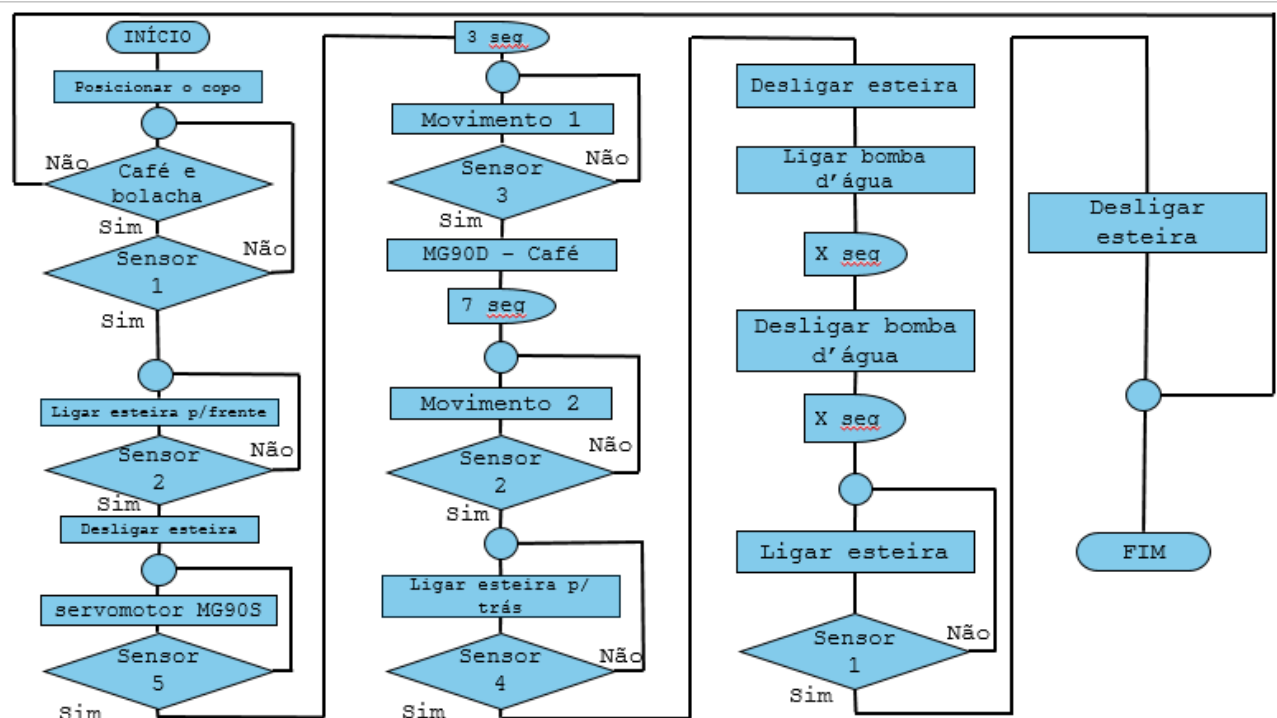 INÍCIO
Posicionar o copo
Não
Café e
bolacha
Sim
Não
Sensor
1
Sim
Ligar esteira p/frente
Não
Sensor
2
Sim
Desligar esteira
servomotor MG90S
Sensor
5
Sim
3 seg
Movimento 1
Não
Sensor
3
Sim
MG90D – Café
7 seg
Movimento 2
Não
Sensor
2
Sim
Ligar esteira p/
trás
Não
Sensor
4
Sim
Desligar esteira
Ligar bomba
d’água
X seg
Desligar bomba
d’água
X seg
Ligar esteira
Não
Sensor
1
Sim
Desligar
esteira
FIM